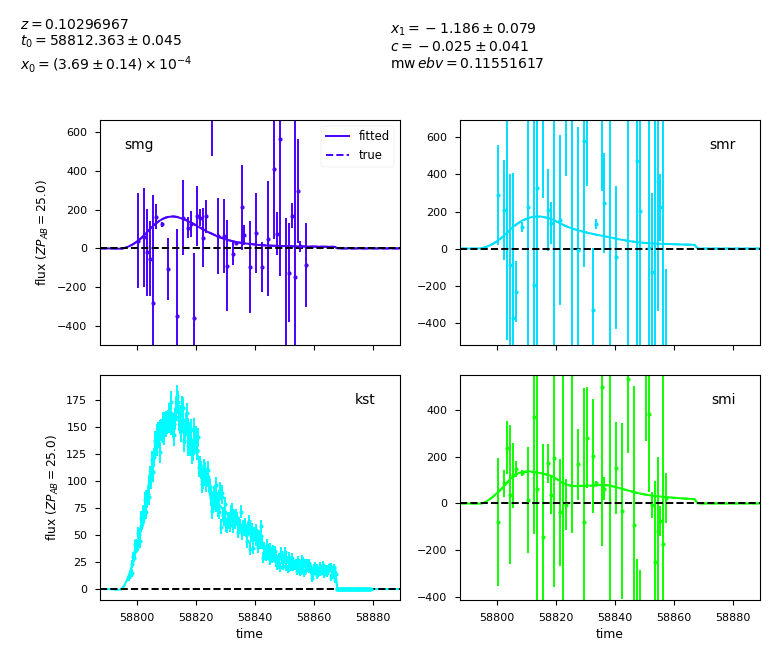 z = 0.10296967
t₀ = 58812.363 ± 0.045
x₀ = (3.69 ± 0.14) × 10⁻⁴
x₁ = −1.186 ± 0.079
c = −0.025 ± 0.041
mwebv = 0.11551617
smg
fitted
true
600
400
200
0
−200
−400
flux (ZP_AB = 25.0)
smr
600
400
200
0
−200
−400
kst
175
150
125
100
75
50
25
0
flux (ZP_AB = 25.0)
58800 58820 58840 58860 58880
time
smi
400
200
0
−200
−400
58800 58820 58840 58860 58880
time